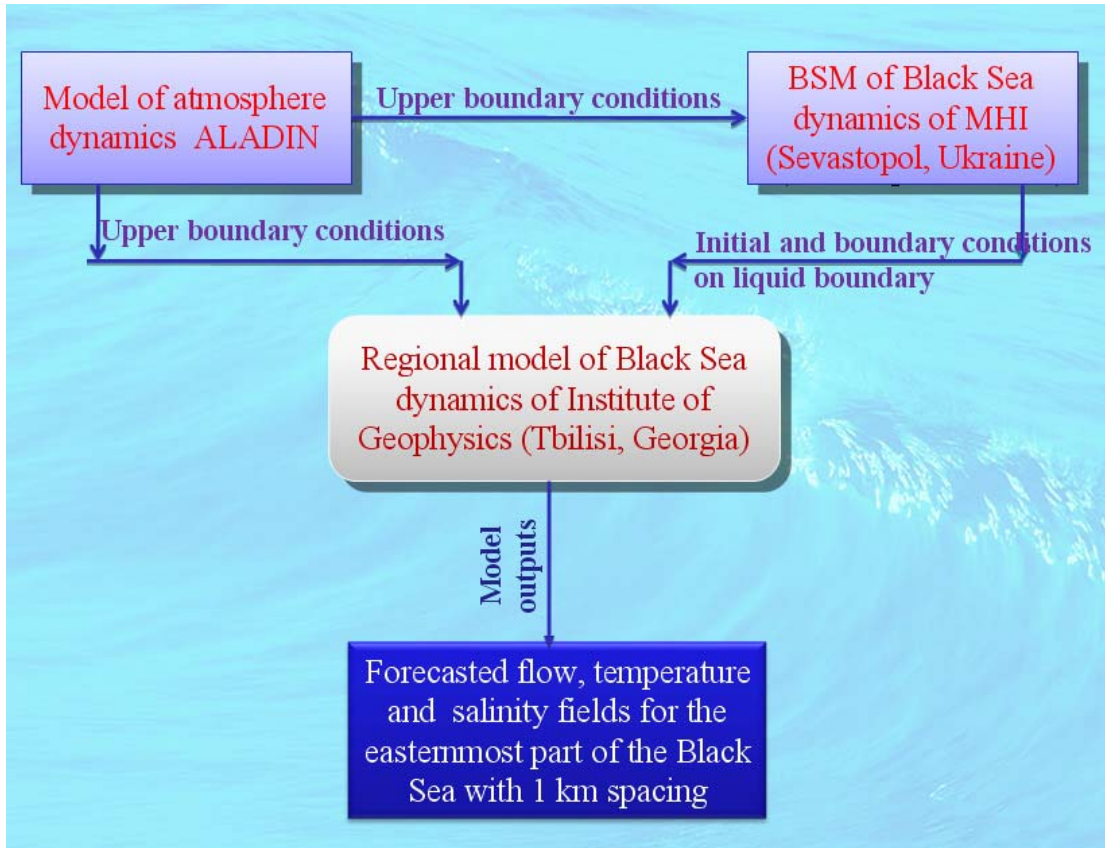 Model of atmosphere
dynamics ALADIN
Upper boundary conditions
BSM of Black Sea
dynamics of MHI
(Sevastopol, Ukraine)
Upper boundary conditions
Initial and boundary conditions
on liquid boundary
Regional model of Black Sea
dynamics of Institute of
Geophysics (Tbilisi, Georgia)
Model
outputs
Forecasted flow, temperature
and salinity fields for the
easternmost part of the Black
Sea with 1 km spacing